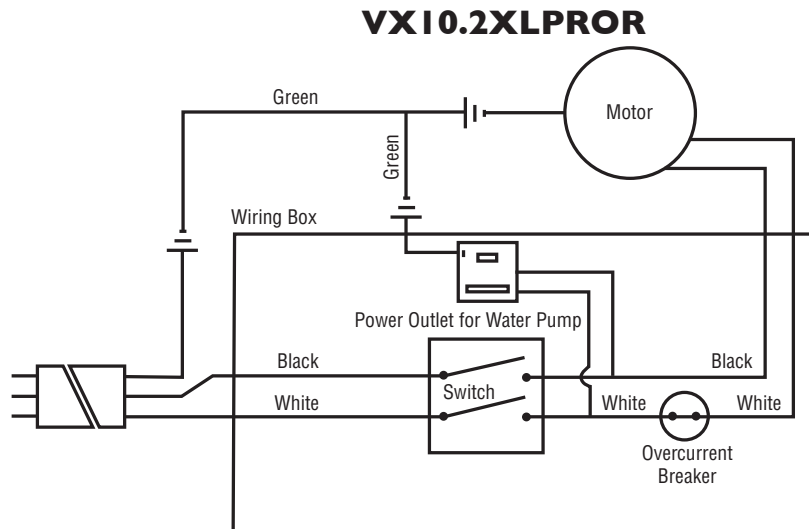 VX10.2XLPROR
Green
Motor
Green
Wiring Box
Power Outlet for Water Pump
Black
Switch
Black
White
White
White
Overcurrent
Breaker